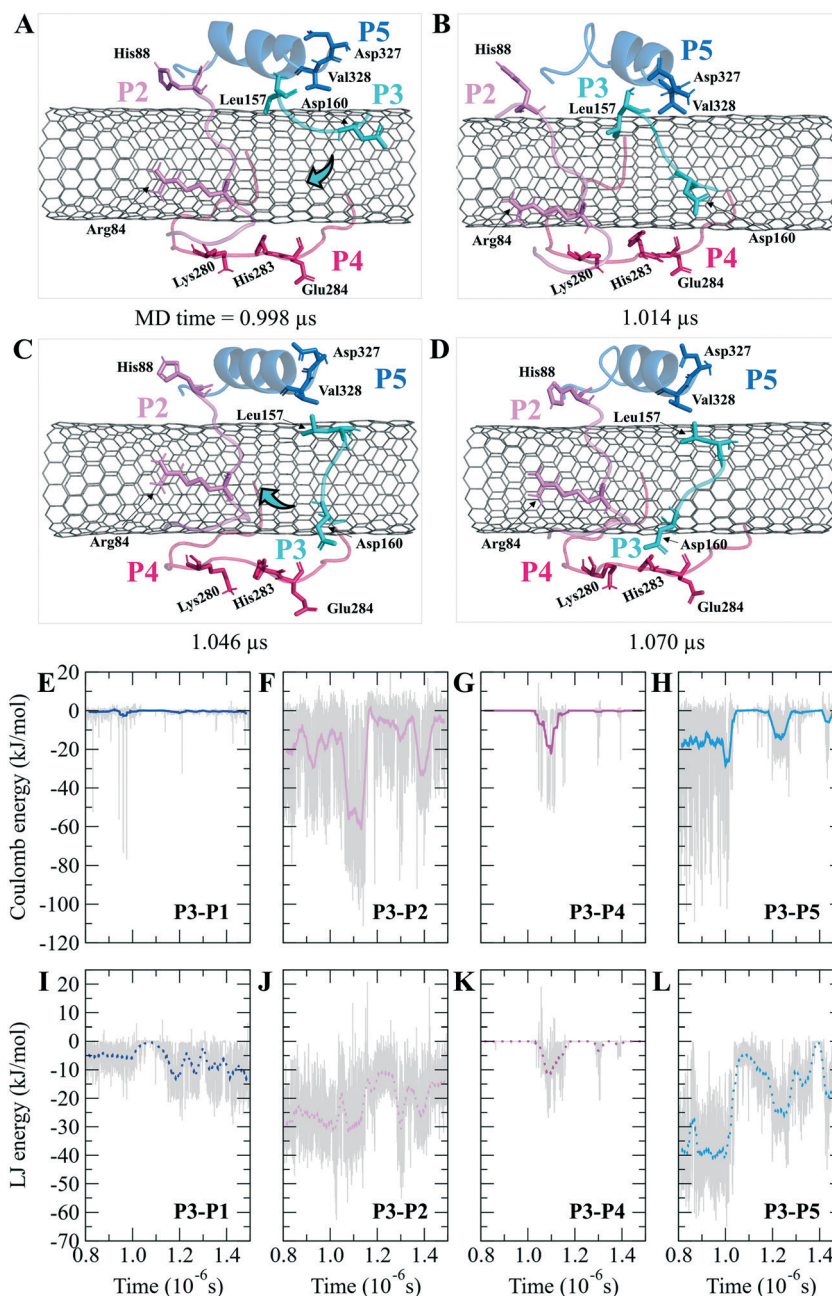 A
His88
P2
P5
Asp327
Val328
P3
Leu157
Asp160
Arg84
Lys280
His283
P4
Glu284
MD time = 0.998 µs
B
His88
P2
P5
Asp327
P3
Val328
Leu157
Arg84
Asp160
Lys280
His283
P4
Glu284
1.014 µs
C
His88
P2
Asp327
P5
Val328
Leu157
Arg84
P3
Asp160
P4
Lys280
His283
Glu284
1.046 µs
D
His88
P2
Asp327
P5
Val328
Leu157
Arg84
P3
Asp160
P4
Lys280
His283
Glu284
1.070 µs
Coulomb energy (kJ/mol)
20
0
-20
-40
-60
-80
-100
-120
E
P3-P1
F
P3-P2
G
P3-P4
H
P3-P5
LJ energy (kJ/mol)
20
10
0
-10
-20
-30
-40
-50
-60
-70
I
P3-P1
J
P3-P2
K
P3-P4
L
P3-P5
0.8 1.0 1.2 1.4
0.8 1.0 1.2 1.4
0.8 1.0 1.2 1.4
0.8 1.0 1.2 1.4
Time (10⁻⁶s)
Time (10⁻⁶s)
Time (10⁻⁶s)
Time (10⁻⁶s)